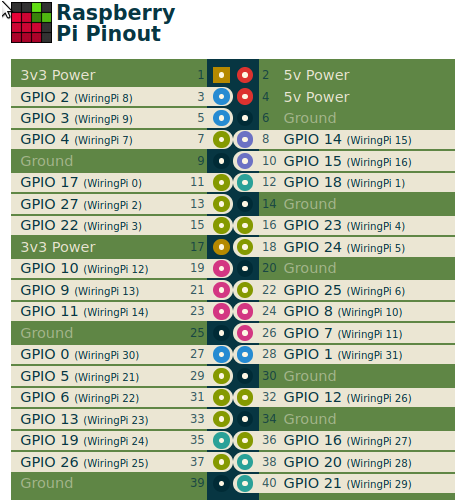 Raspberry
Pi Pinout
3v3 Power 1 2 5v Power
GPIO 2 (WiringPi 8) 3 4 5v Power
GPIO 3 (WiringPi 9) 5 6 Ground
GPIO 4 (WiringPi 7) 7 8 GPIO 14 (WiringPi 15)
Ground 9 10 GPIO 15 (WiringPi 16)
GPIO 17 (WiringPi 0) 11 12 GPIO 18 (WiringPi 1)
GPIO 27 (WiringPi 2) 13 14 Ground
GPIO 22 (WiringPi 3) 15 16 GPIO 23 (WiringPi 4)
3v3 Power 17 18 GPIO 24 (WiringPi 5)
GPIO 10 (WiringPi 12) 19 20 Ground
GPIO 9 (WiringPi 13) 21 22 GPIO 25 (WiringPi 6)
GPIO 11 (WiringPi 14) 23 24 GPIO 8 (WiringPi 10)
Ground 25 26 GPIO 7 (WiringPi 11)
GPIO 0 (WiringPi 30) 27 28 GPIO 1 (WiringPi 31)
GPIO 5 (WiringPi 21) 29 30 Ground
GPIO 6 (WiringPi 22) 31 32 GPIO 12 (WiringPi 26)
GPIO 13 (WiringPi 23) 33 34 Ground
GPIO 19 (WiringPi 24) 35 36 GPIO 16 (WiringPi 27)
GPIO 26 (WiringPi 25) 37 38 GPIO 20 (WiringPi 28)
Ground 39 40 GPIO 21 (WiringPi 29)